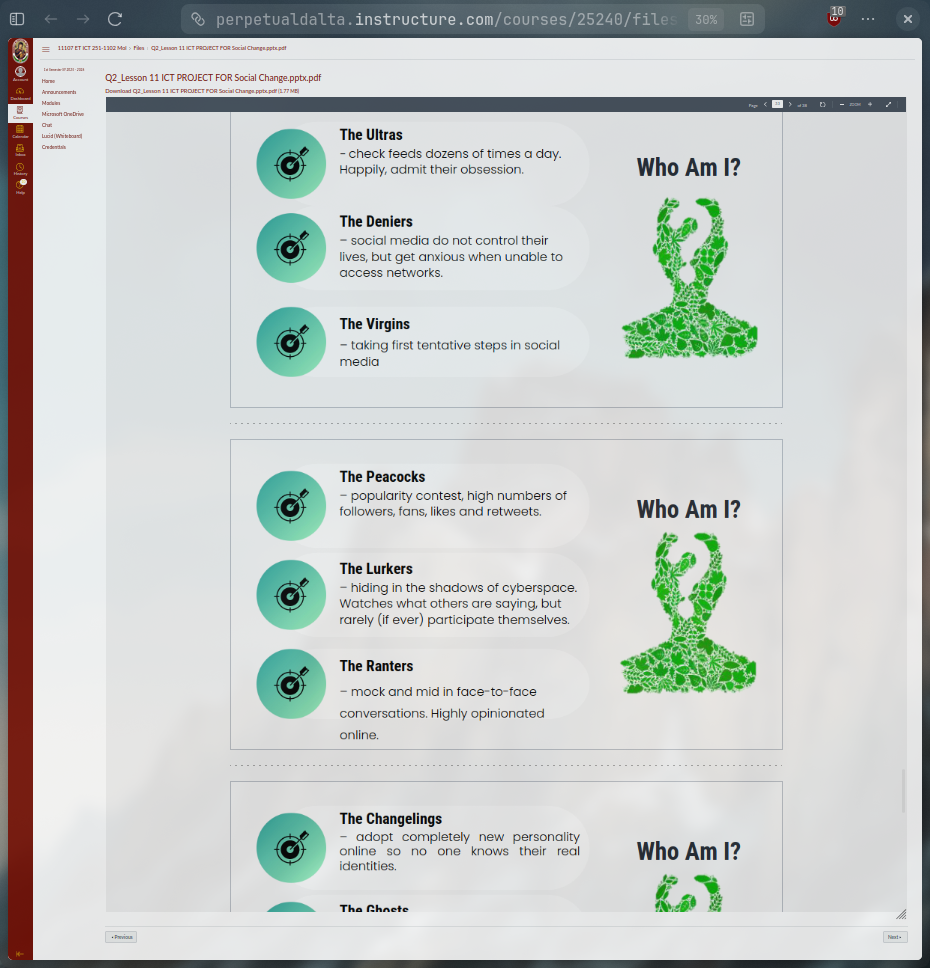 perpetualdalta.instructure.com/courses/25240/files
30%
10
11107 ET ICT 251-1102 Mol › Files › Q2_Lesson 11 ICT PROJECT FOR Social Change.pptx.pdf
Home
Announcements
Modules
Microsoft OneDrive
Chat
Lucid (Whiteboard)
Credentials
Account
Dashboard
Courses
Calendar
Inbox
History
Help
Q2_Lesson 11 ICT PROJECT FOR Social Change.pptx.pdf
Download Q2_Lesson 11 ICT PROJECT FOR Social Change.pptx.pdf (1.77 MB)
Page
The Ultras
- check feeds dozens of times a day.
Happily, admit their obsession.
Who Am I?
The Deniers
– social media do not control their
lives, but get anxious when unable to
access networks.
The Virgins
– taking first tentative steps in social
media
The Peacocks
– popularity contest, high numbers of
followers, fans, likes and retweets.
Who Am I?
The Lurkers
– hiding in the shadows of cyberspace.
Watches what others are saying, but
rarely (if ever) participate themselves.
The Ranters
– mock and mid in face-to-face
conversations. Highly opinionated
online.
The Changelings
– adopt completely new personality
online so no one knows their real
identities.
Who Am I?
The Ghosts
‹ Previous
Next ›